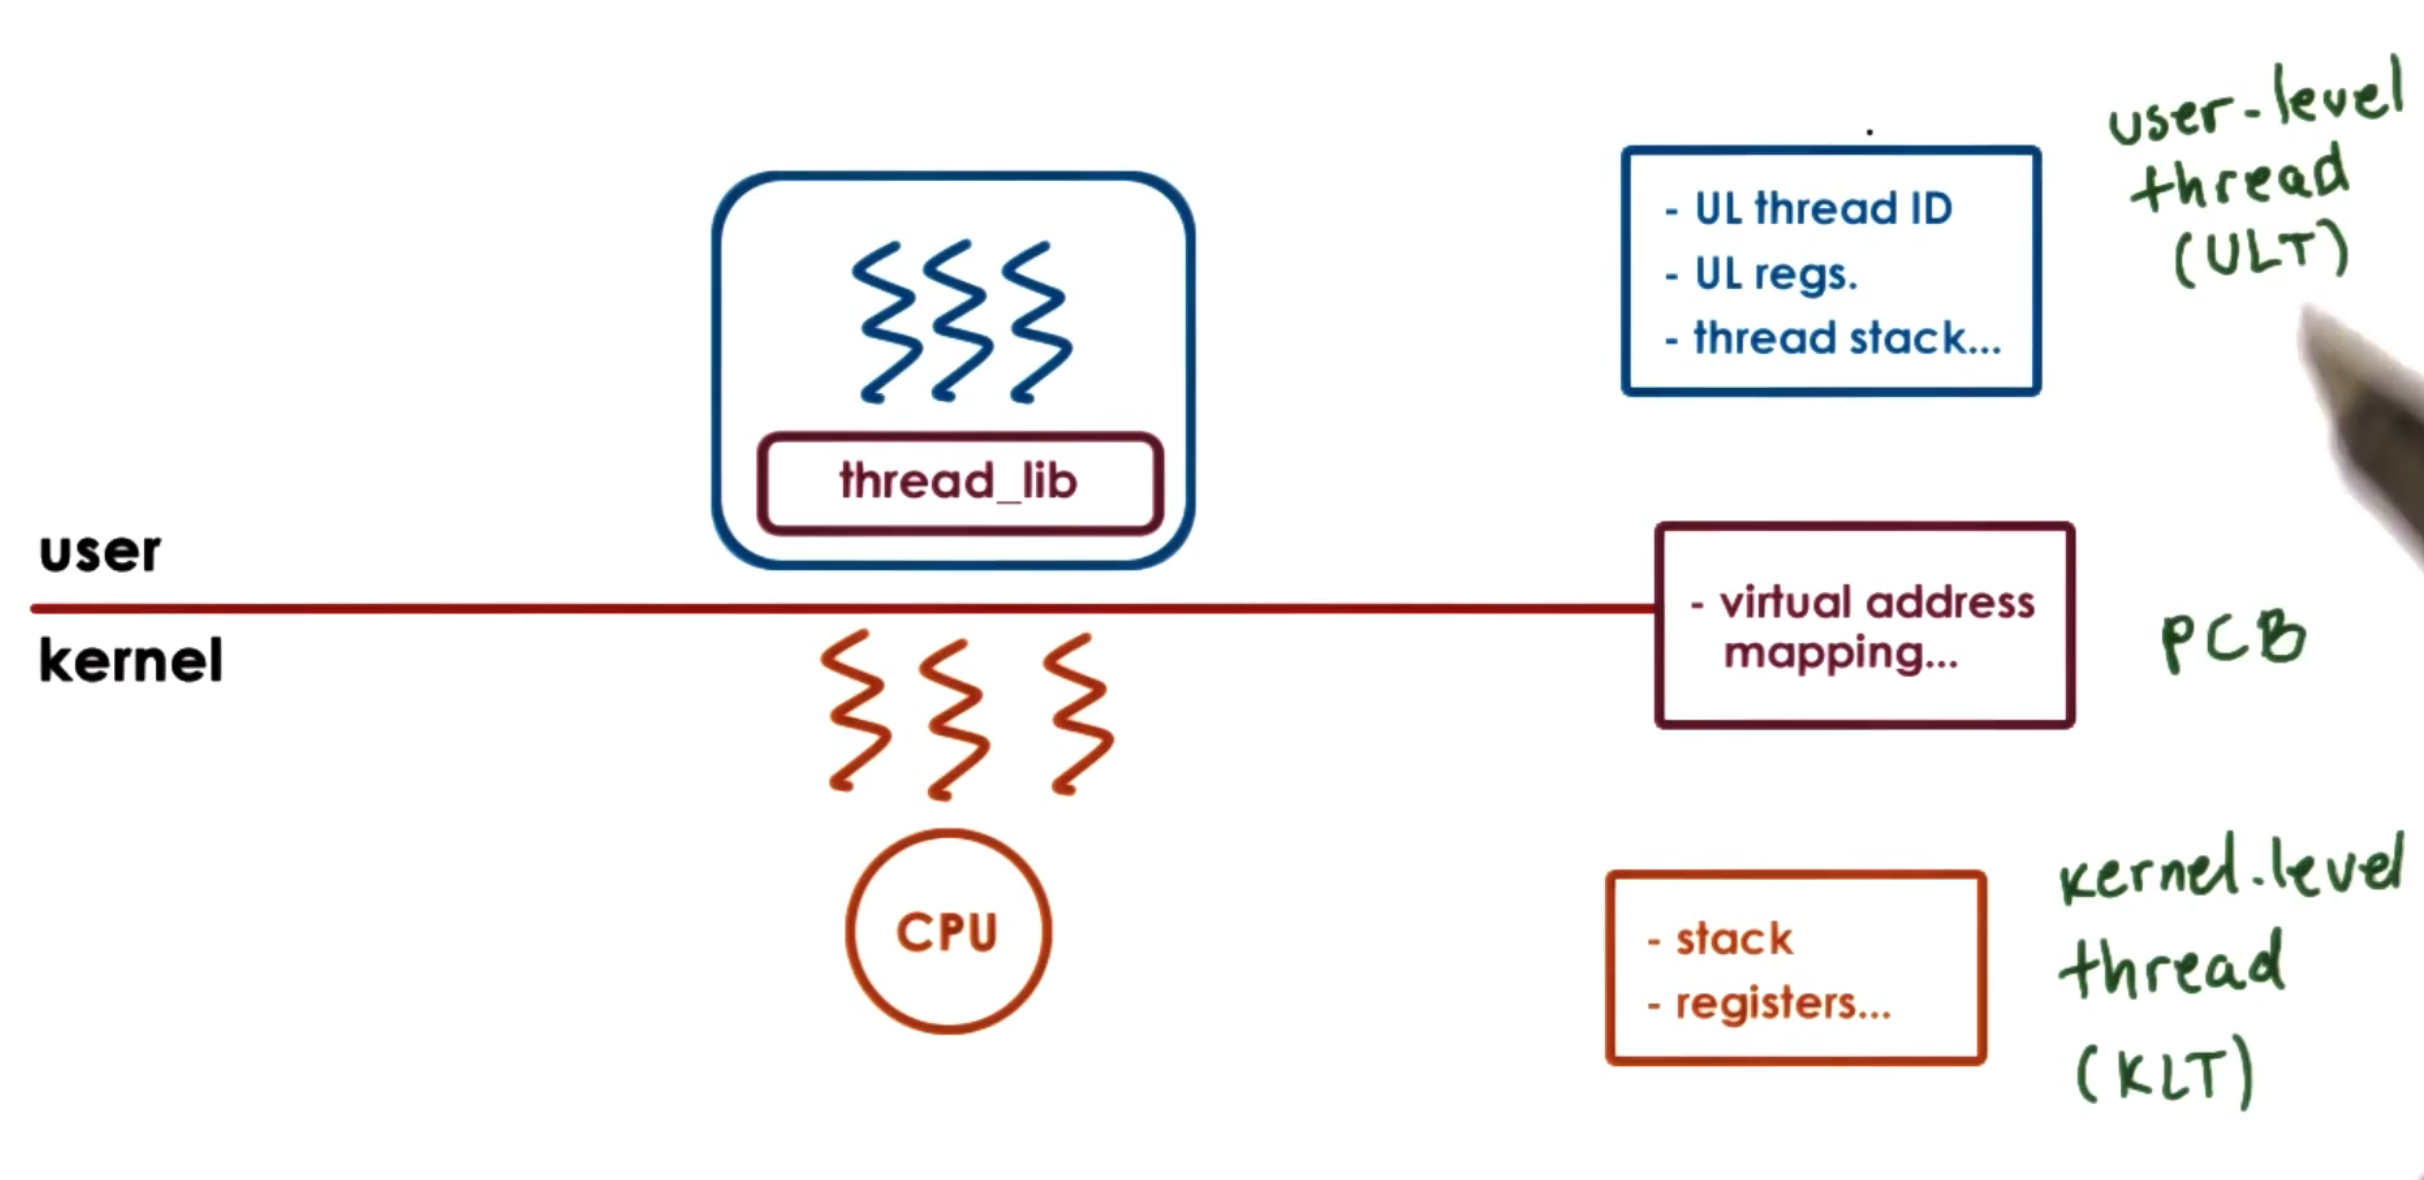 user-level
thread
(ULT)
- UL thread ID
- UL regs.
- thread stack...
thread_lib
user
kernel
- virtual address
mapping...
PCB
CPU
- stack
- registers...
kernel-level
thread
(KLT)